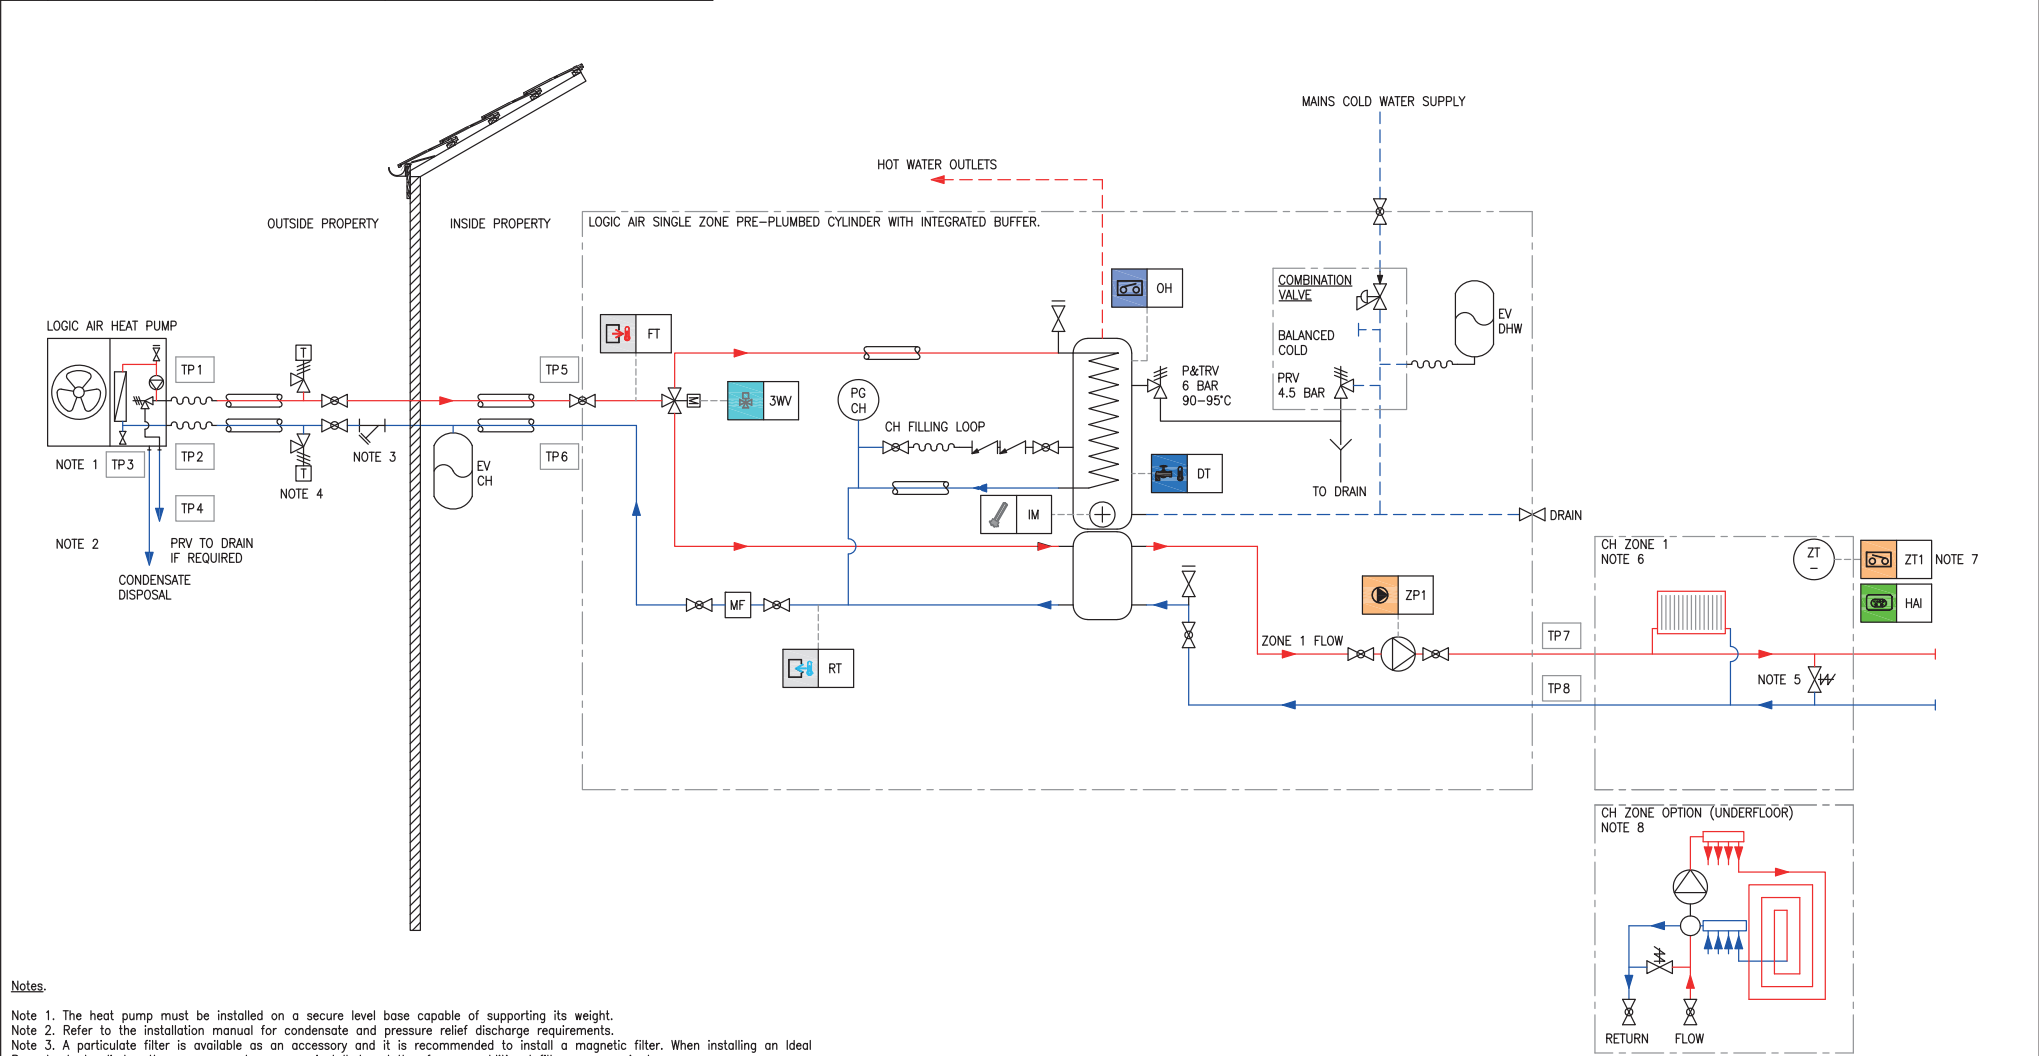 MAINS COLD WATER SUPPLY
HOT WATER OUTLETS
OUTSIDE PROPERTY
INSIDE PROPERTY
LOGIC AIR SINGLE ZONE PRE-PLUMBED CYLINDER WITH INTEGRATED BUFFER.
OH
COMBINATION
VALVE
EV
DHW
LOGIC AIR HEAT PUMP
FT
BALANCED
COLD
T
TP1
TP5
P&TRV
6 BAR
90-95°C
PRV
4.5 BAR
M
3WV
PG
CH
CH FILLING LOOP
NOTE 1
TP3
TP2
T
NOTE 3
EV
CH
TP6
DT
NOTE 4
TO DRAIN
TP4
IM
DRAIN
NOTE 2
PRV TO DRAIN
IF REQUIRED
CONDENSATE
DISPOSAL
CH ZONE 1
NOTE 6
ZT
-
ZT1
NOTE 7
HAI
MF
ZP1
ZONE 1 FLOW
TP7
RT
NOTE 5
TP8
CH ZONE OPTION (UNDERFLOOR)
NOTE 8
RETURN
FLOW
Notes.
Note 1. The heat pump must be installed on a secure level base capable of supporting its weight.
Note 2. Refer to the installation manual for condensate and pressure relief discharge requirements.
Note 3. A particulate filter is available as an accessory and it is recommended to install a magnetic filter. When installing an Ideal